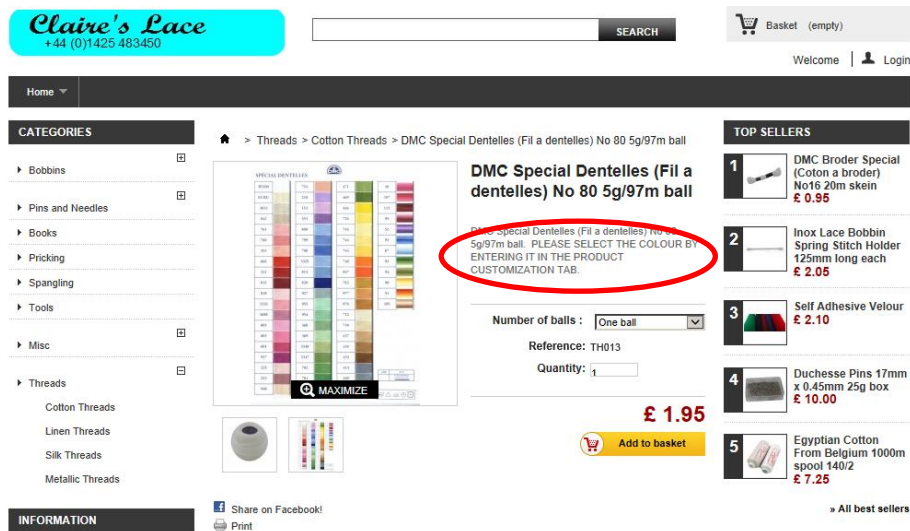 Claire's Lace
+44 (0)1425 483450
SEARCH
Basket (empty)
Welcome Login
Home
CATEGORIES
Bobbins
Pins and Needles
Books
Pricking
Spangling
Tools
Misc
Threads
Cotton Threads
Linen Threads
Silk Threads
Metallic Threads
INFORMATION
> Threads > Cotton Threads > DMC Special Dentelles (Fil a dentelles) No 80 5g/97m ball
SPÉCIAL DENTELLES
MAXIMIZE
Share on Facebook!
Print
DMC Special Dentelles (Fil a
dentelles) No 80 5g/97m ball
DMC Special Dentelles (Fil a dentelles) No 80
5g/97m ball. PLEASE SELECT THE COLOUR BY
ENTERING IT IN THE PRODUCT
CUSTOMIZATION TAB.
Number of balls : One ball
Reference: TH013
Quantity: 1
£ 1.95
Add to basket
TOP SELLERS
1
DMC Broder Special
(Coton a broder)
No16 20m skein
£ 0.95
2
Inox Lace Bobbin
Spring Stitch Holder
125mm long each
£ 2.05
3
Self Adhesive Velour
£ 2.10
4
Duchesse Pins 17mm
x 0.45mm 25g box
£ 10.00
5
Egyptian Cotton
From Belgium 1000m
spool 140/2
£ 7.25
» All best sellers